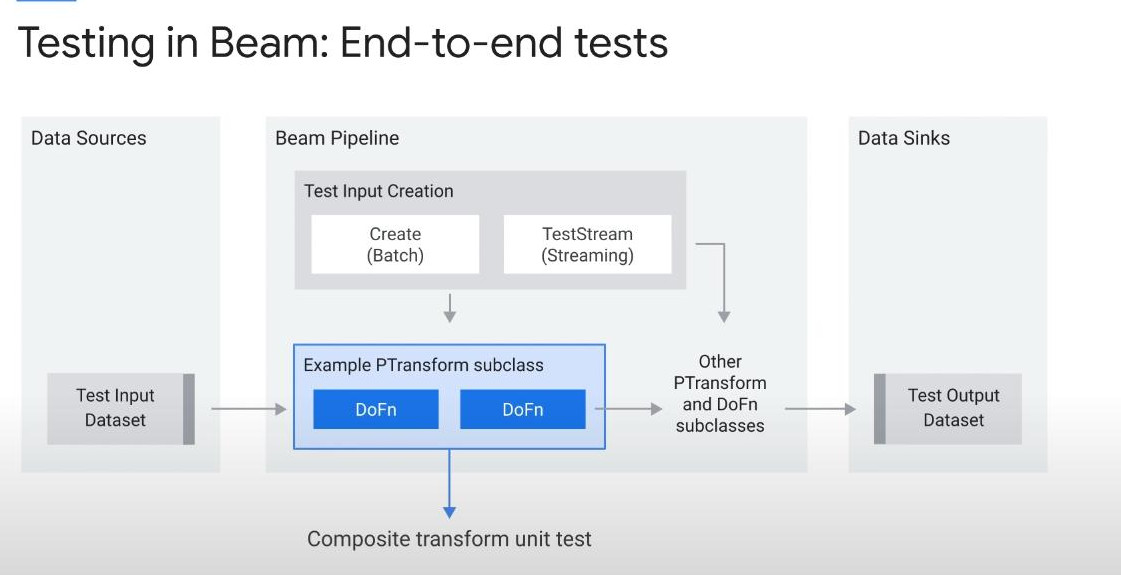 Testing in Beam: End-to-end tests
Data Sources
Beam Pipeline
Data Sinks
Test Input Creation
Create
(Batch)
TestStream
(Streaming)
Example PTransform subclass
DoFn
DoFn
Other
PTransform
and DoFn
subclasses
Test Input
Dataset
Test Output
Dataset
Composite transform unit test